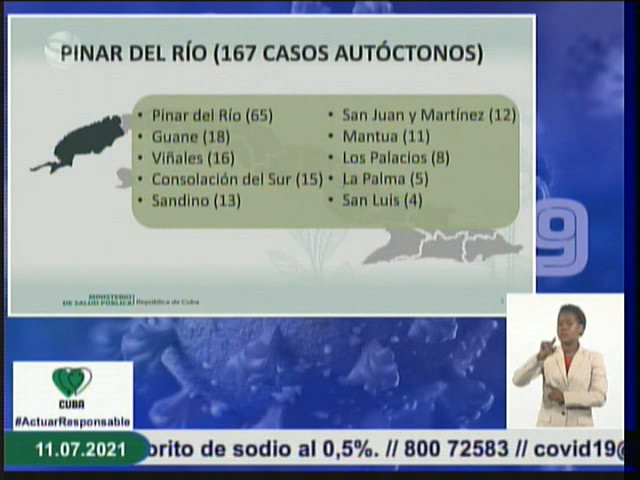 PINAR DEL RÍO (167 CASOS AUTÓCTONOS)
• Pinar del Río (65)
• Guane (18)
• Viñales (16)
• Consolación del Sur (15)
• Sandino (13)
• San Juan y Martínez (12)
• Mantua (11)
• Los Palacios (8)
• La Palma (5)
• San Luis (4)
9
MINISTERIO
DE SALUD PÚBLICA República de Cuba
CUBA
#ActuarResponsable
11.07.2021 orito de sodio al 0,5%. // 800 72583 // covid19@